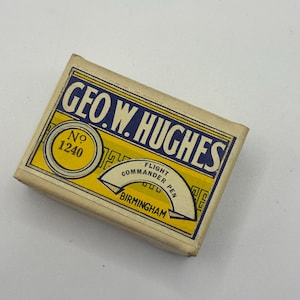 GEO. W. HUGHES
Nº
1240
FLIGHT
COMMANDER PEN
BIRMINGHAM